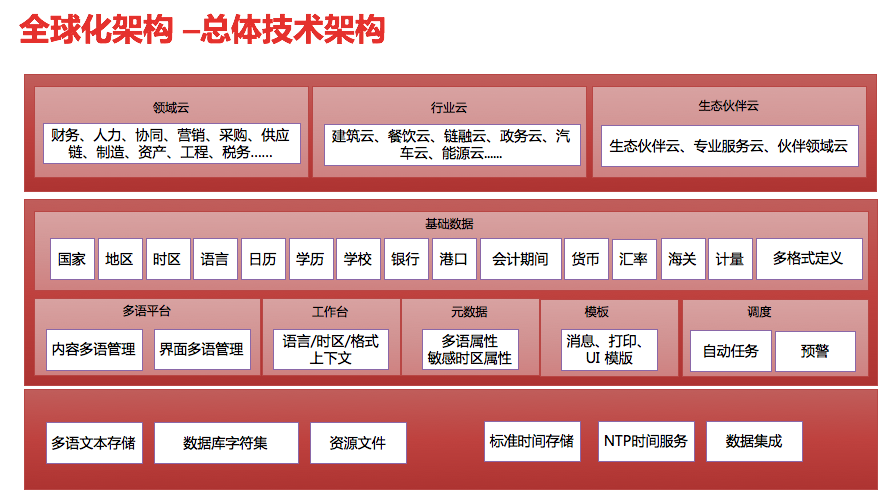 全球化架构 –总体技术架构
领域云
财务、人力、协同、营销、采购、供应
链、制造、资产、工程、税务……
行业云
建筑云、餐饮云、链融云、政务云、汽
车云、能源云……
生态伙伴云
生态伙伴云、专业服务云、伙伴领域云
基础数据
国家
地区
时区
语言
日历
学历
学校
银行
港口
会计期间
货币
汇率
海关
计量
多格式定义
多语平台
内容多语管理
界面多语管理
工作台
语言/时区/格式
上下文
元数据
多语属性
敏感时区属性
模板
消息、打印、
UI 模版
调度
自动任务
预警
多语文本存储
数据库字符集
资源文件
标准时间存储
NTP时间服务
数据集成